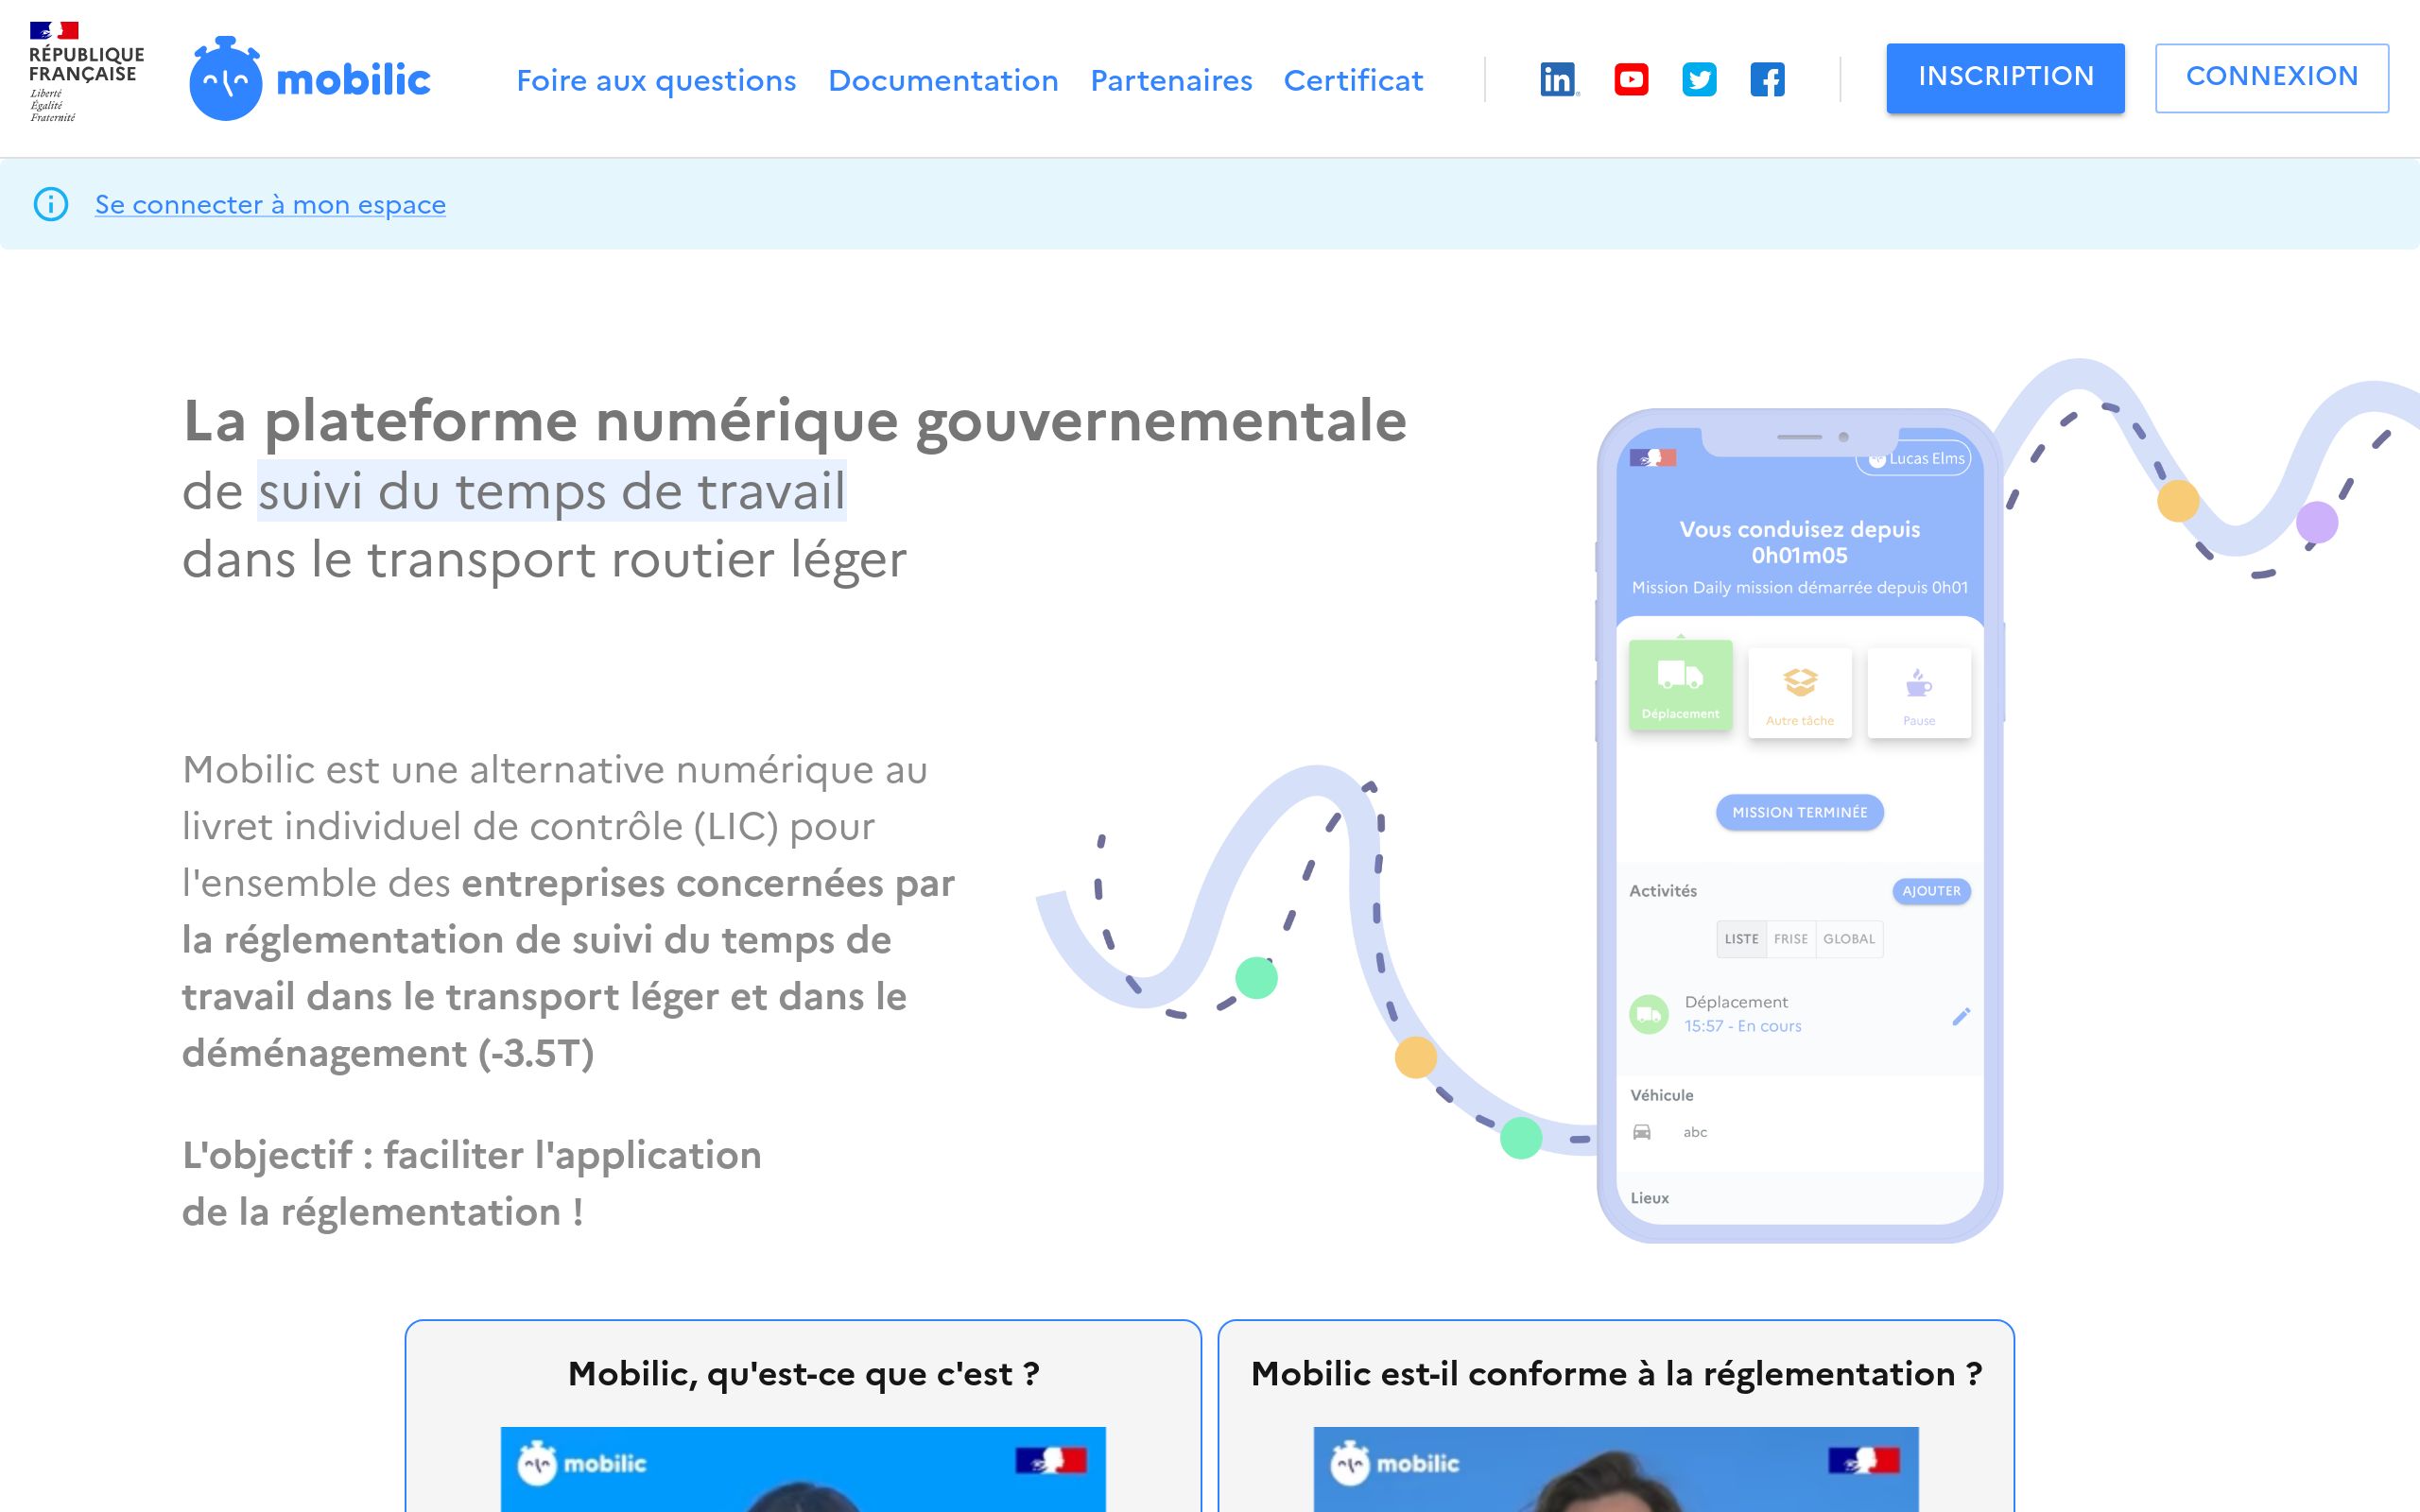 RÉPUBLIQUE
FRANÇAISE
Liberté
Égalité
Fraternité
mobilic
Foire aux questions
Documentation
Partenaires
Certificat
in
INSCRIPTION
CONNEXION
Se connecter à mon espace
La plateforme numérique gouvernementale
de suivi du temps de travail
dans le transport routier léger
Mobilic est une alternative numérique au
livret individuel de contrôle (LIC) pour
l'ensemble des entreprises concernées par
la réglementation de suivi du temps de
travail dans le transport léger et dans le
déménagement (-3.5T)
L'objectif : faciliter l'application
de la réglementation !
Lucas Elms
Vous conduisez depuis
0h01m05
Mission Daily mission démarrée depuis 0h01
Déplacement
Autre tâche
Pause
MISSION TERMINÉE
Activités
AJOUTER
LISTE
FRISE
GLOBAL
Déplacement
15:57 - En cours
Véhicule
abc
Lieux
Mobilic, qu'est-ce que c'est ?
mobilic
Mobilic est-il conforme à la réglementation ?
mobilic